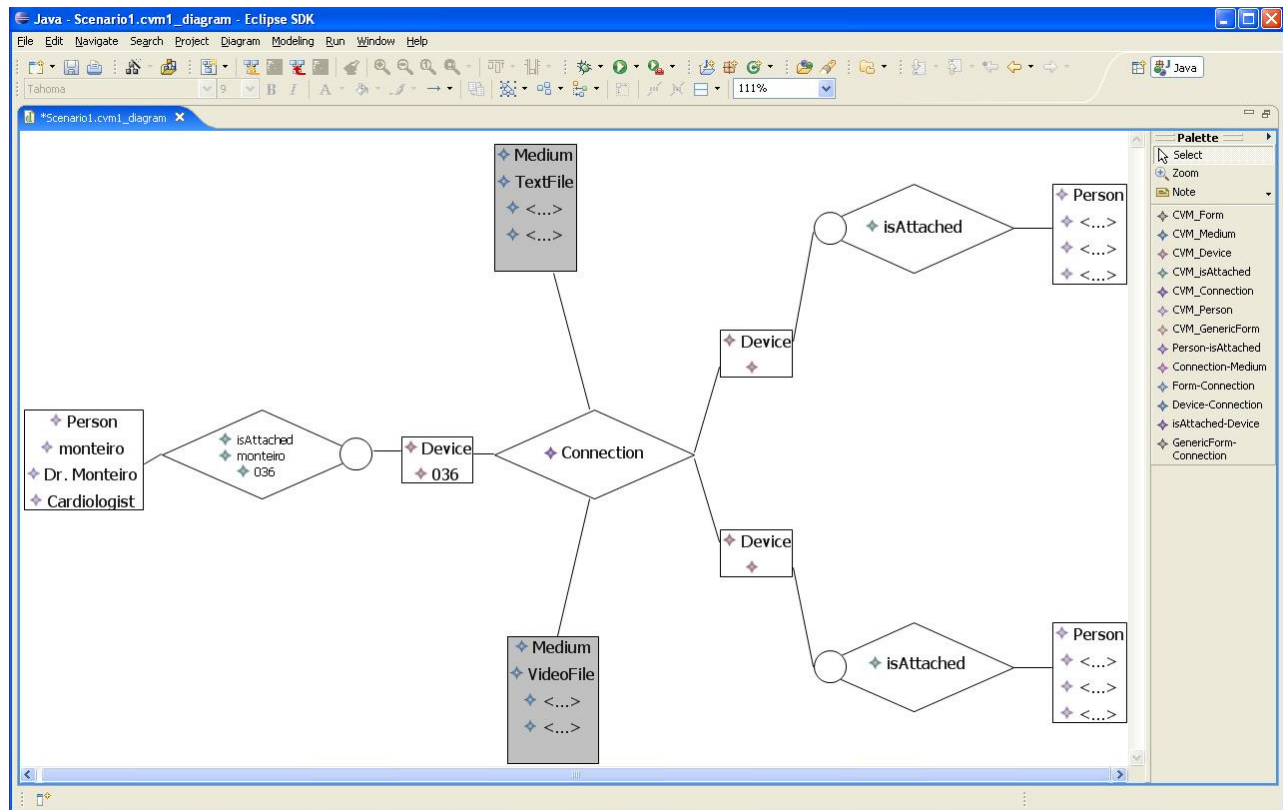 Java - Scenario1.cvm1_diagram - Eclipse SDK
File Edit Navigate Search Project Diagram Modeling Run Window Help
Java
Tahoma 9 B I A 111%
*Scenario1.cvm1_diagram
Medium
TextFile
<...>
<...>
isAttached
Person
<...>
<...>
<...>
Device
Person
monteiro
Dr. Monteiro
Cardiologist
isAttached
monteiro
036
Device
036
Connection
Device
Medium
VideoFile
<...>
<...>
isAttached
Person
<...>
<...>
<...>
Palette
Select
Zoom
Note
CVM_Form
CVM_Medium
CVM_Device
CVM_isAttached
CVM_Connection
CVM_Person
CVM_GenericForm
Person-isAttached
Connection-Medium
Form-Connection
Device-Connection
isAttached-Device
GenericForm-
Connection